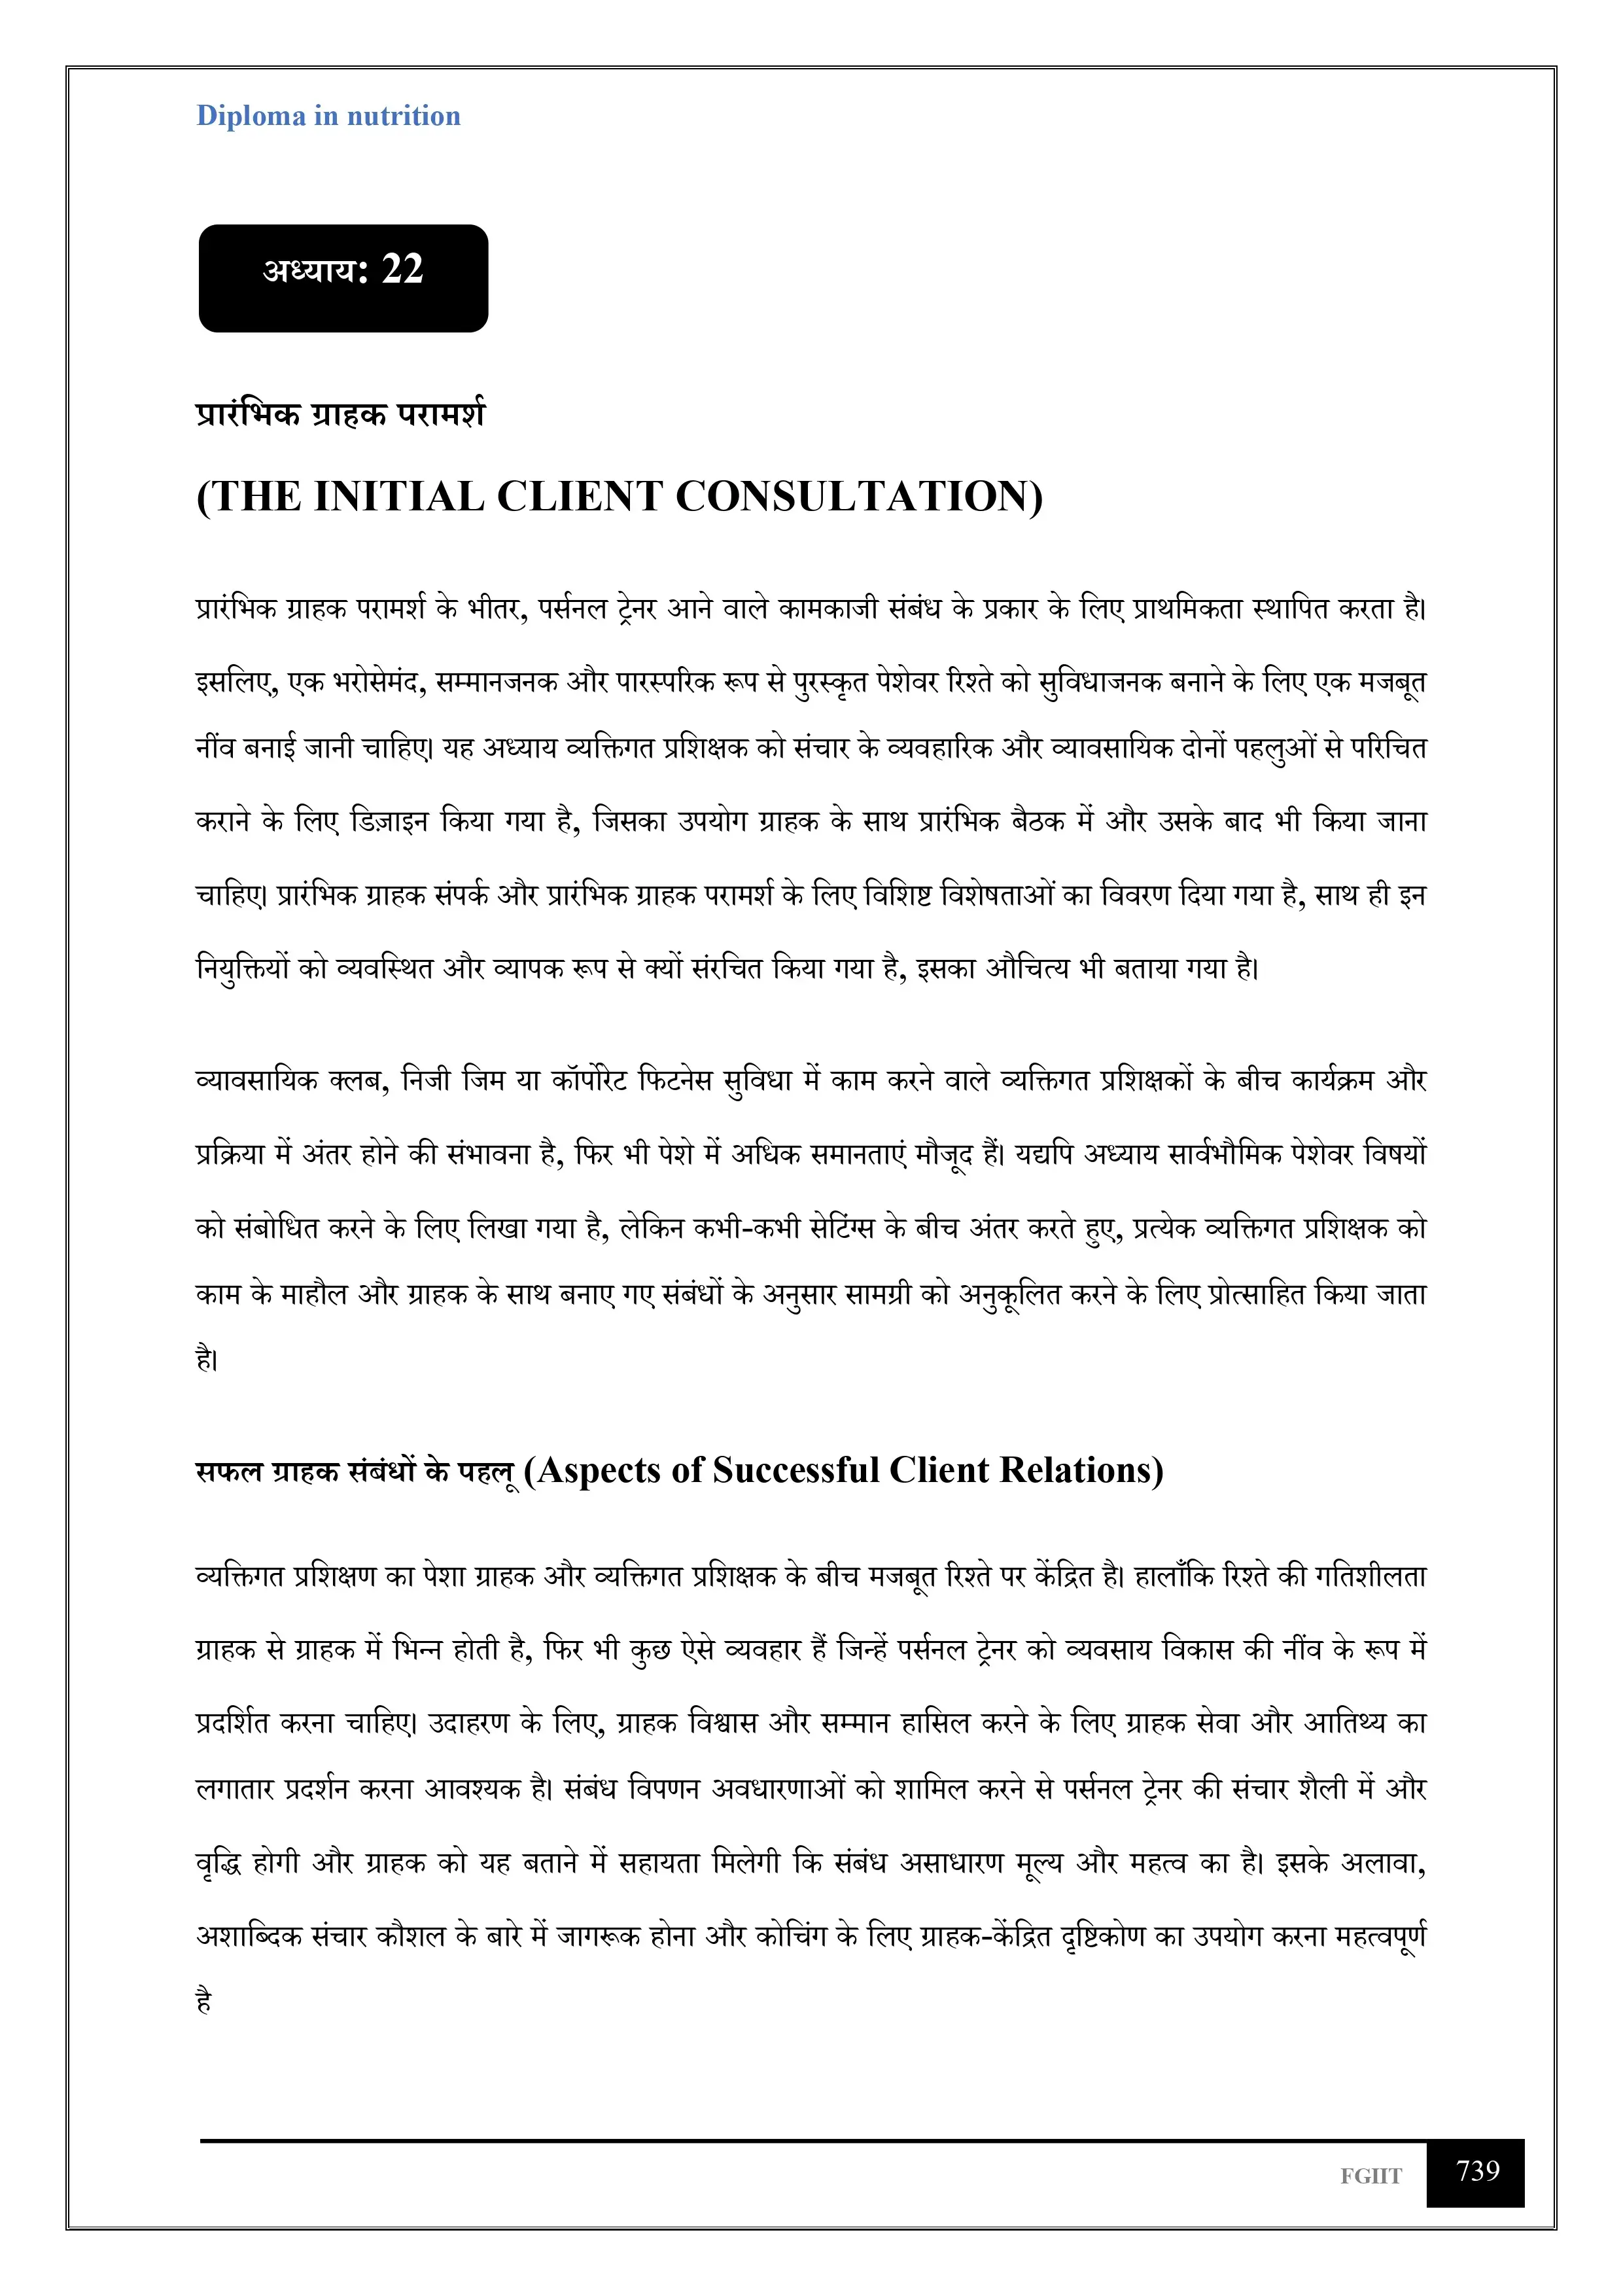 Diploma in nutrition
अध्याय: 22
प्रारंभिक ग्राहक परामर्श
(THE INITIAL CLIENT CONSULTATION)
प्रारंभिक ग्राहक परामर्श के भीतर, पर्सनल ट्रेनर आने वाले कामकाजी संबंध के प्रकार के लिए प्राथमिकता स्थापित करता है।
इसलिए, एक भरोसेमंद, सम्मानजनक और पारस्परिक रूप से पुरस्कृत पेशेवर रिश्ते को सुविधाजनक बनाने के लिए एक मजबूत
नींव बनाई जानी चाहिए। यह अध्याय व्यक्तिगत प्रशिक्षक को संचार के व्यवहारिक और व्यावसायिक दोनों पहलुओं से परिचित
कराने के लिए डिज़ाइन किया गया है, जिसका उपयोग ग्राहक के साथ प्रारंभिक बैठक में और उसके बाद भी किया जाना
चाहिए। प्रारंभिक ग्राहक संपर्क और प्रारंभिक ग्राहक परामर्श के लिए विशिष्ट विशेषताओं का विवरण दिया गया है, साथ ही इन
नियुक्तियों को व्यवस्थित और व्यापक रूप से क्यों संरचित किया गया है, इसका औचित्य भी बताया गया है।
व्यावसायिक क्लब, निजी जिम या कॉर्पोरेट फिटनेस सुविधा में काम करने वाले व्यक्तिगत प्रशिक्षकों के बीच कार्यक्रम और
प्रक्रिया में अंतर होने की संभावना है, फिर भी पेशे में अधिक समानताएं मौजूद हैं। यद्यपि अध्याय सार्वभौमिक पेशेवर विषयों
को संबोधित करने के लिए लिखा गया है, लेकिन कभी-कभी सेटिंग्स के बीच अंतर करते हुए, प्रत्येक व्यक्तिगत प्रशिक्षक को
काम के माहौल और ग्राहक के साथ बनाए गए संबंधों के अनुसार सामग्री को अनुकूलित करने के लिए प्रोत्साहित किया जाता
है।
सफल ग्राहक संबंधों के पहलू (Aspects of Successful Client Relations)
व्यक्तिगत प्रशिक्षण का पेशा ग्राहक और व्यक्तिगत प्रशिक्षक के बीच मजबूत रिश्ते पर केंद्रित है। हालाँकि रिश्ते की गतिशीलता
ग्राहक से ग्राहक में भिन्न होती है, फिर भी कुछ ऐसे व्यवहार हैं जिन्हें पर्सनल ट्रेनर को व्यवसाय विकास की नींव के रूप में
प्रदर्शित करना चाहिए। उदाहरण के लिए, ग्राहक विश्वास और सम्मान हासिल करने के लिए ग्राहक सेवा और आतिथ्य का
लगातार प्रदर्शन करना आवश्यक है। संबंध विपणन अवधारणाओं को शामिल करने से पर्सनल ट्रेनर की संचार शैली में और
वृद्धि होगी और ग्राहक को यह बताने में सहायता मिलेगी कि संबंध असाधारण मूल्य और महत्व का है। इसके अलावा,
अशाब्दिक संचार कौशल के बारे में जागरूक होना और कोचिंग के लिए ग्राहक-केंद्रित दृष्टिकोण का उपयोग करना महत्वपूर्ण
है
FGIIT
739